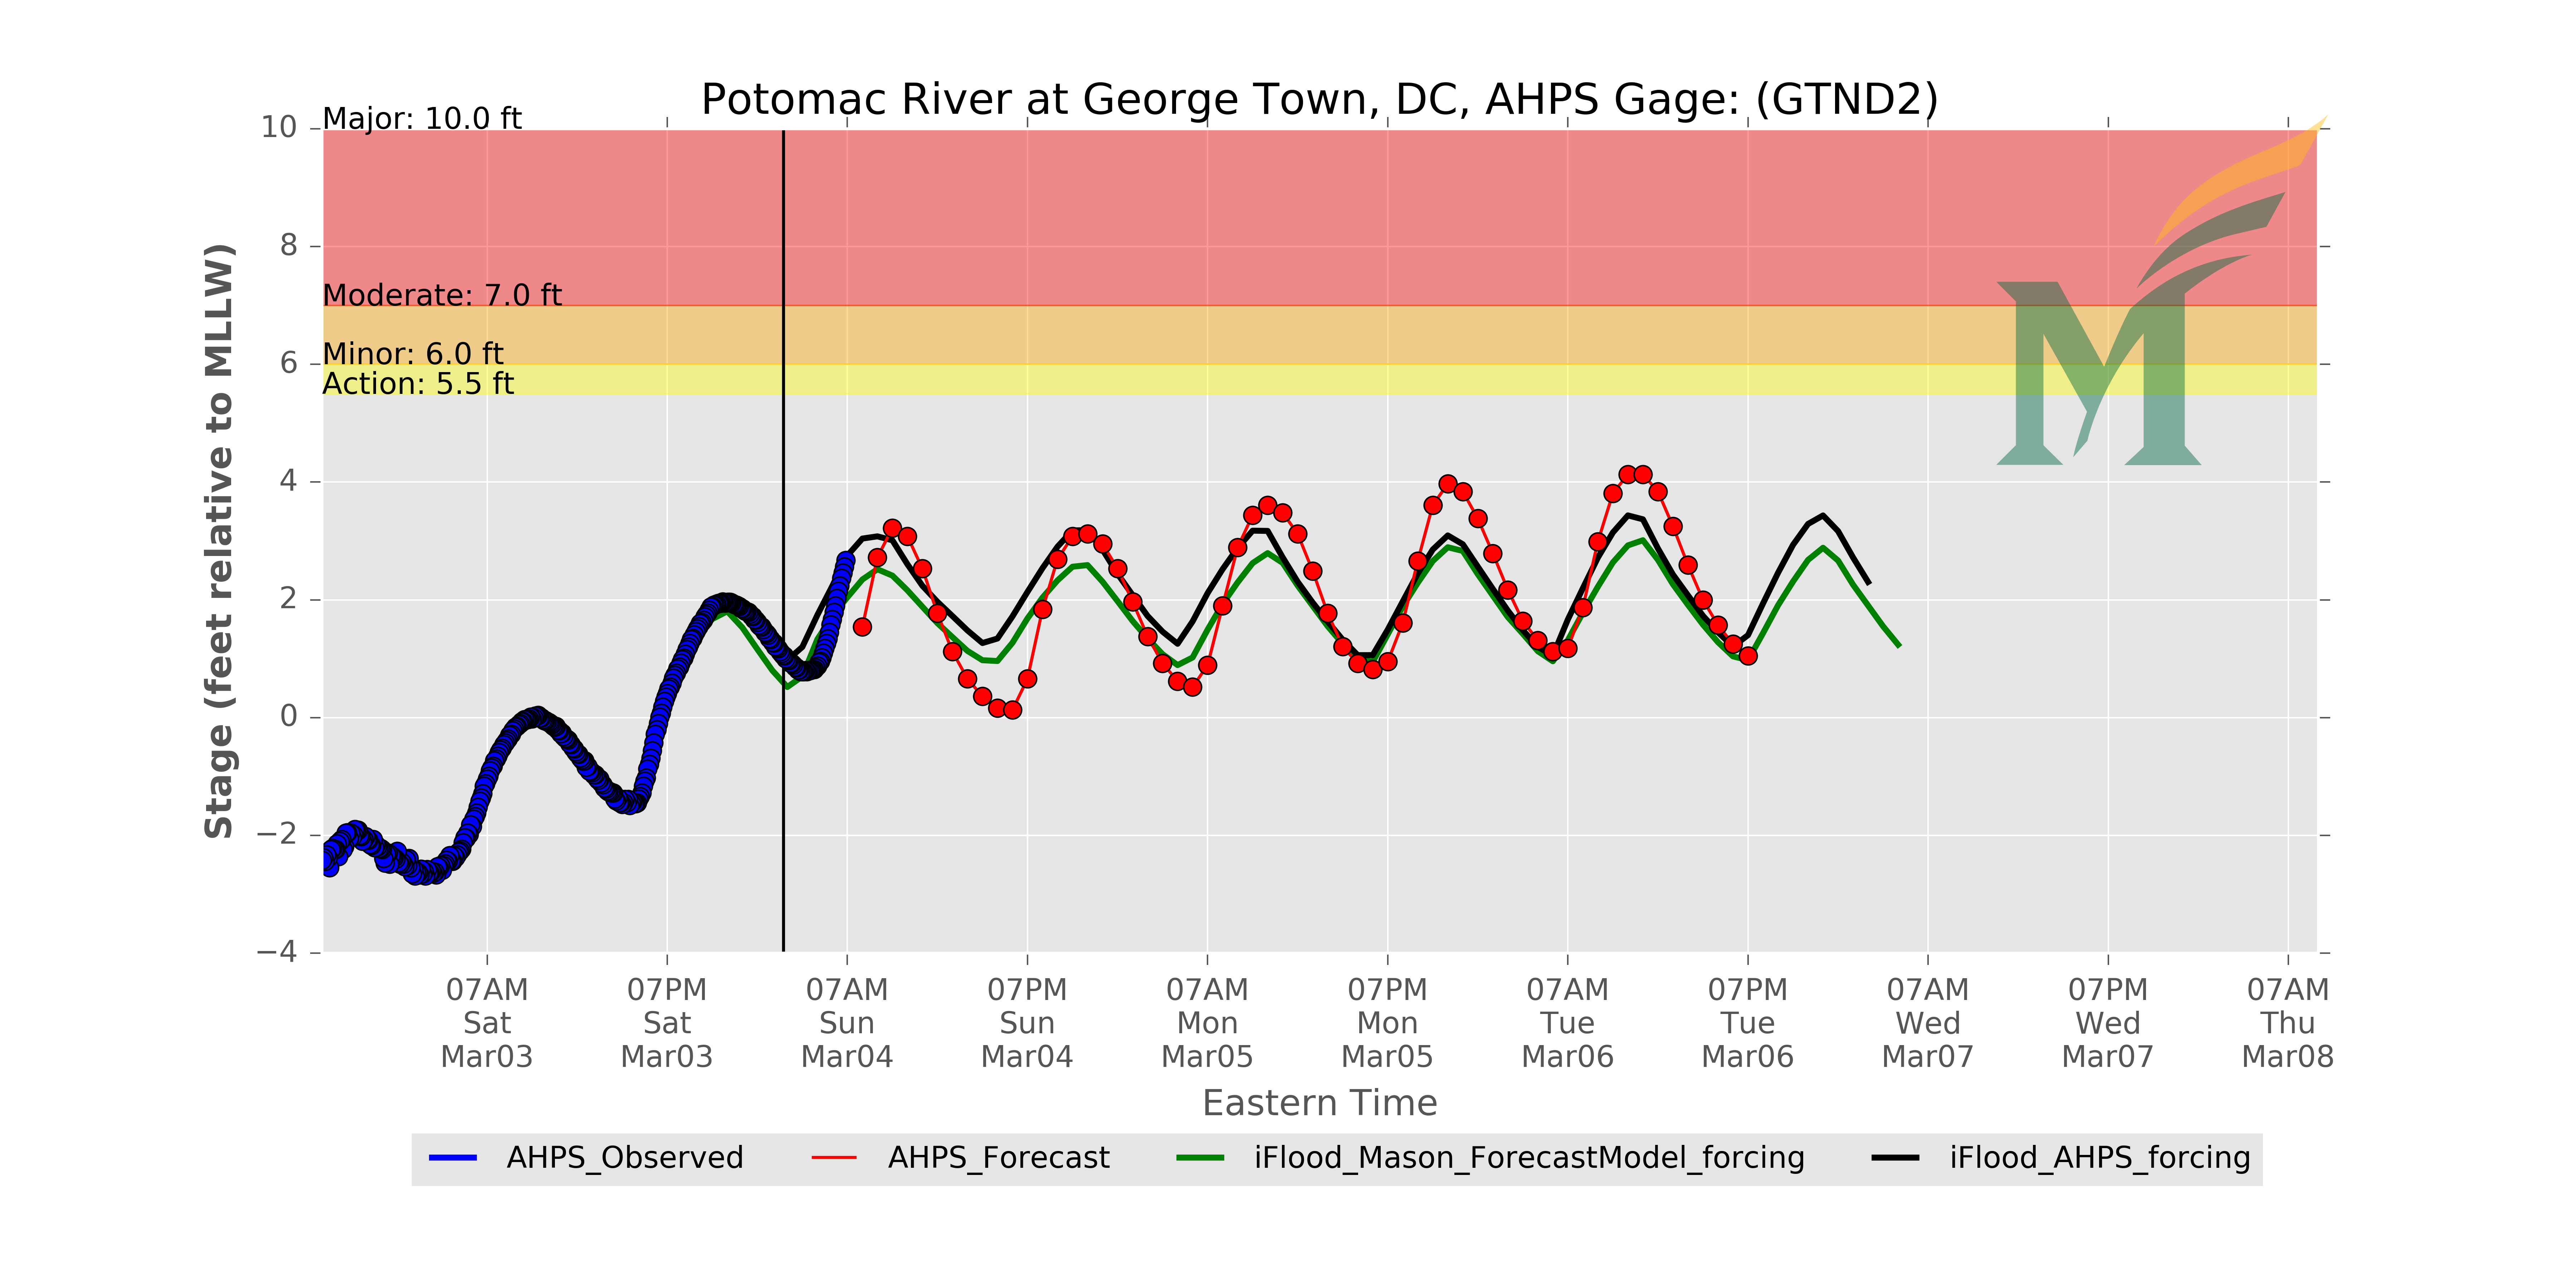 Potomac River at George Town, DC, AHPS Gage: (GTND2)
Major: 10.0 ft
Moderate: 7.0 ft
Minor: 6.0 ft
Action: 5.5 ft
10
8
6
4
2
0
−2
−4
Stage (feet relative to MLLW)
07AM Sat Mar03
07PM Sat Mar03
07AM Sun Mar04
07PM Sun Mar04
07AM Mon Mar05
07PM Mon Mar05
07AM Tue Mar06
07PM Tue Mar06
07AM Wed Mar07
07PM Wed Mar07
07AM Thu Mar08
Eastern Time
AHPS_Observed
AHPS_Forecast
iFlood_Mason_ForecastModel_forcing
iFlood_AHPS_forcing
M